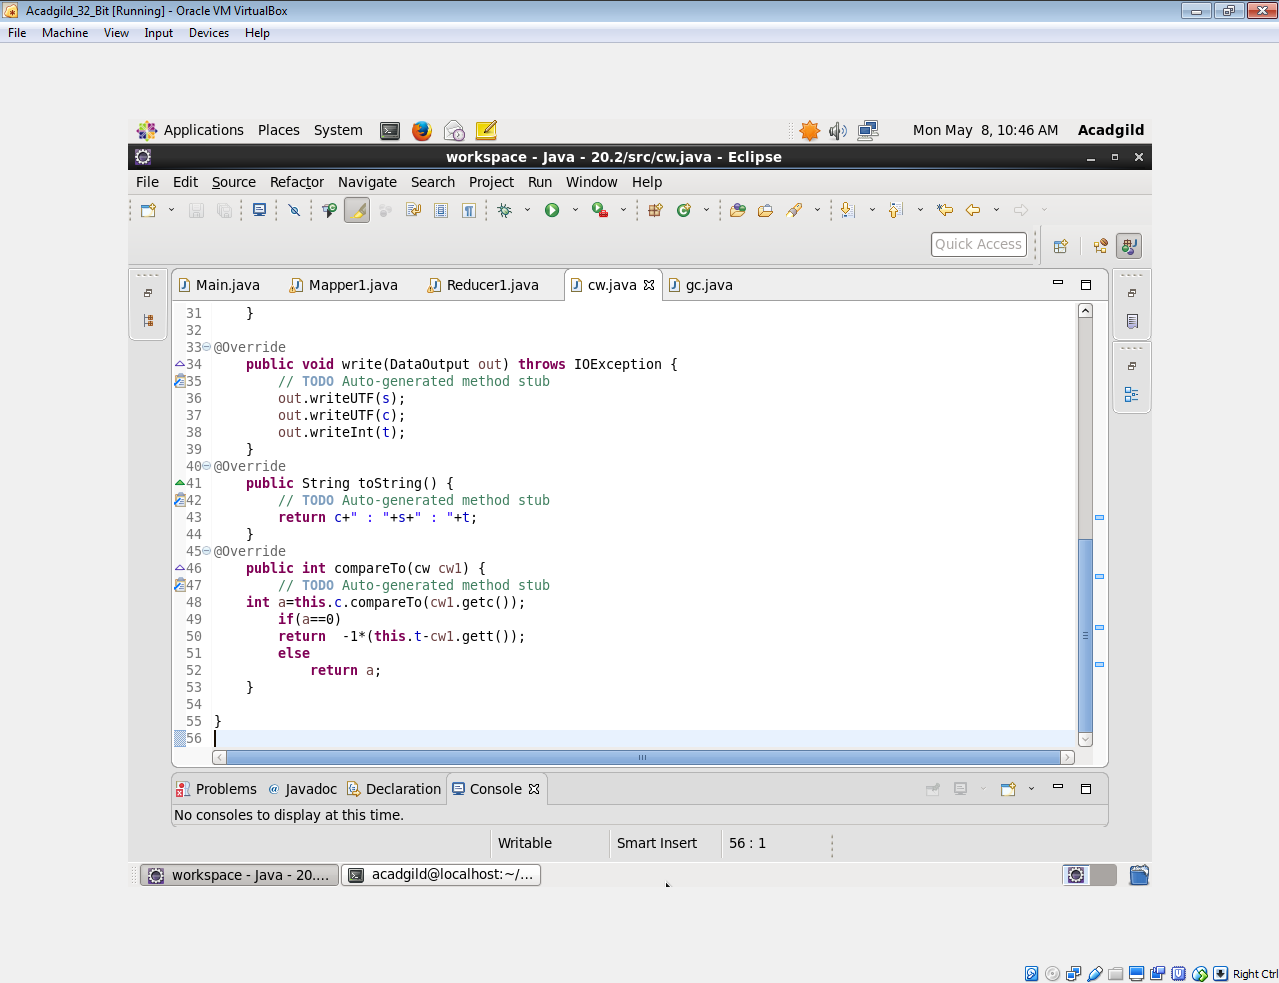 Acadgild_32_Bit [Running] - Oracle VM VirtualBox
File Machine View Input Devices Help
Applications Places System Mon May 8, 10:46 AM Acadgild
workspace - Java - 20.2/src/cw.java - Eclipse
File Edit Source Refactor Navigate Search Project Run Window Help
Quick Access
Main.java Mapper1.java Reducer1.java cw.java gc.java
31 }
32
33 @Override
34 public void write(DataOutput out) throws IOException {
35 // TODO Auto-generated method stub
36 out.writeUTF(s);
37 out.writeUTF(c);
38 out.writeInt(t);
39 }
40 @Override
41 public String toString() {
42 // TODO Auto-generated method stub
43 return c+" : "+s+" : "+t;
44 }
45 @Override
46 public int compareTo(cw cw1) {
47 // TODO Auto-generated method stub
48 int a=this.c.compareTo(cw1.getc());
49 if(a==0)
50 return -1*(this.t-cw1.gett());
51 else
52 return a;
53 }
54
55 }
56
Problems Javadoc Declaration Console
No consoles to display at this time.
Writable Smart Insert 56 : 1
workspace - Java - 20.... acadgild@localhost:~/...
Right Ctrl